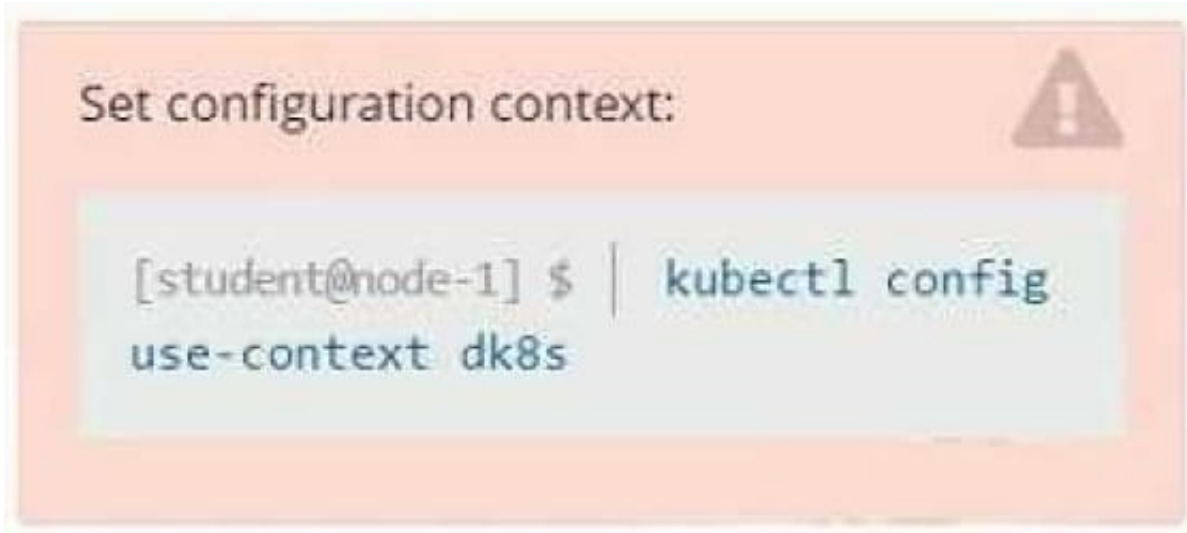 Set configuration context:
[student@node-1] $ | kubectl config
use-context dk8s